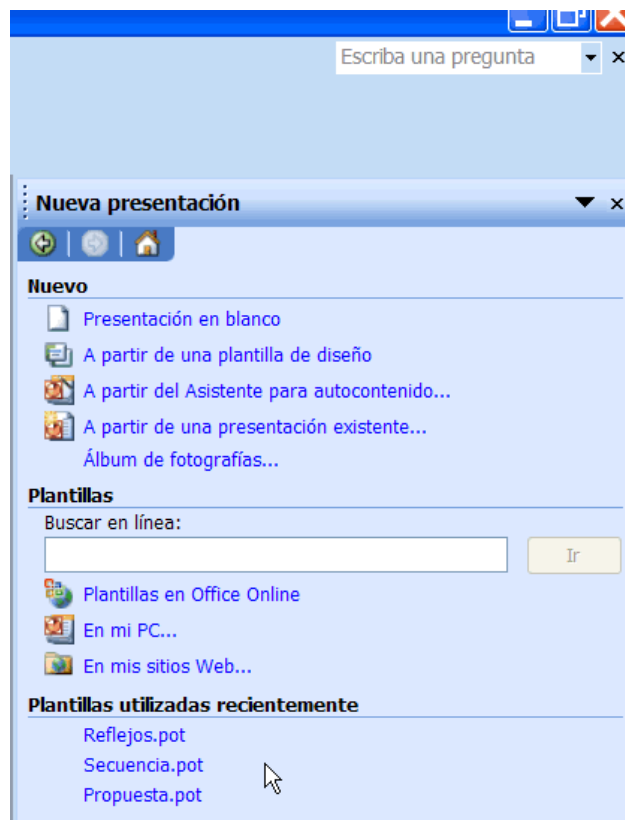 Escriba una pregunta
Nueva presentación
Nuevo
Presentación en blanco
A partir de una plantilla de diseño
A partir del Asistente para autocontenido...
A partir de una presentación existente...
Álbum de fotografías...
Plantillas
Buscar en línea:
Ir
Plantillas en Office Online
En mi PC...
En mis sitios Web...
Plantillas utilizadas recientemente
Reflejos.pot
Secuencia.pot
Propuesta.pot